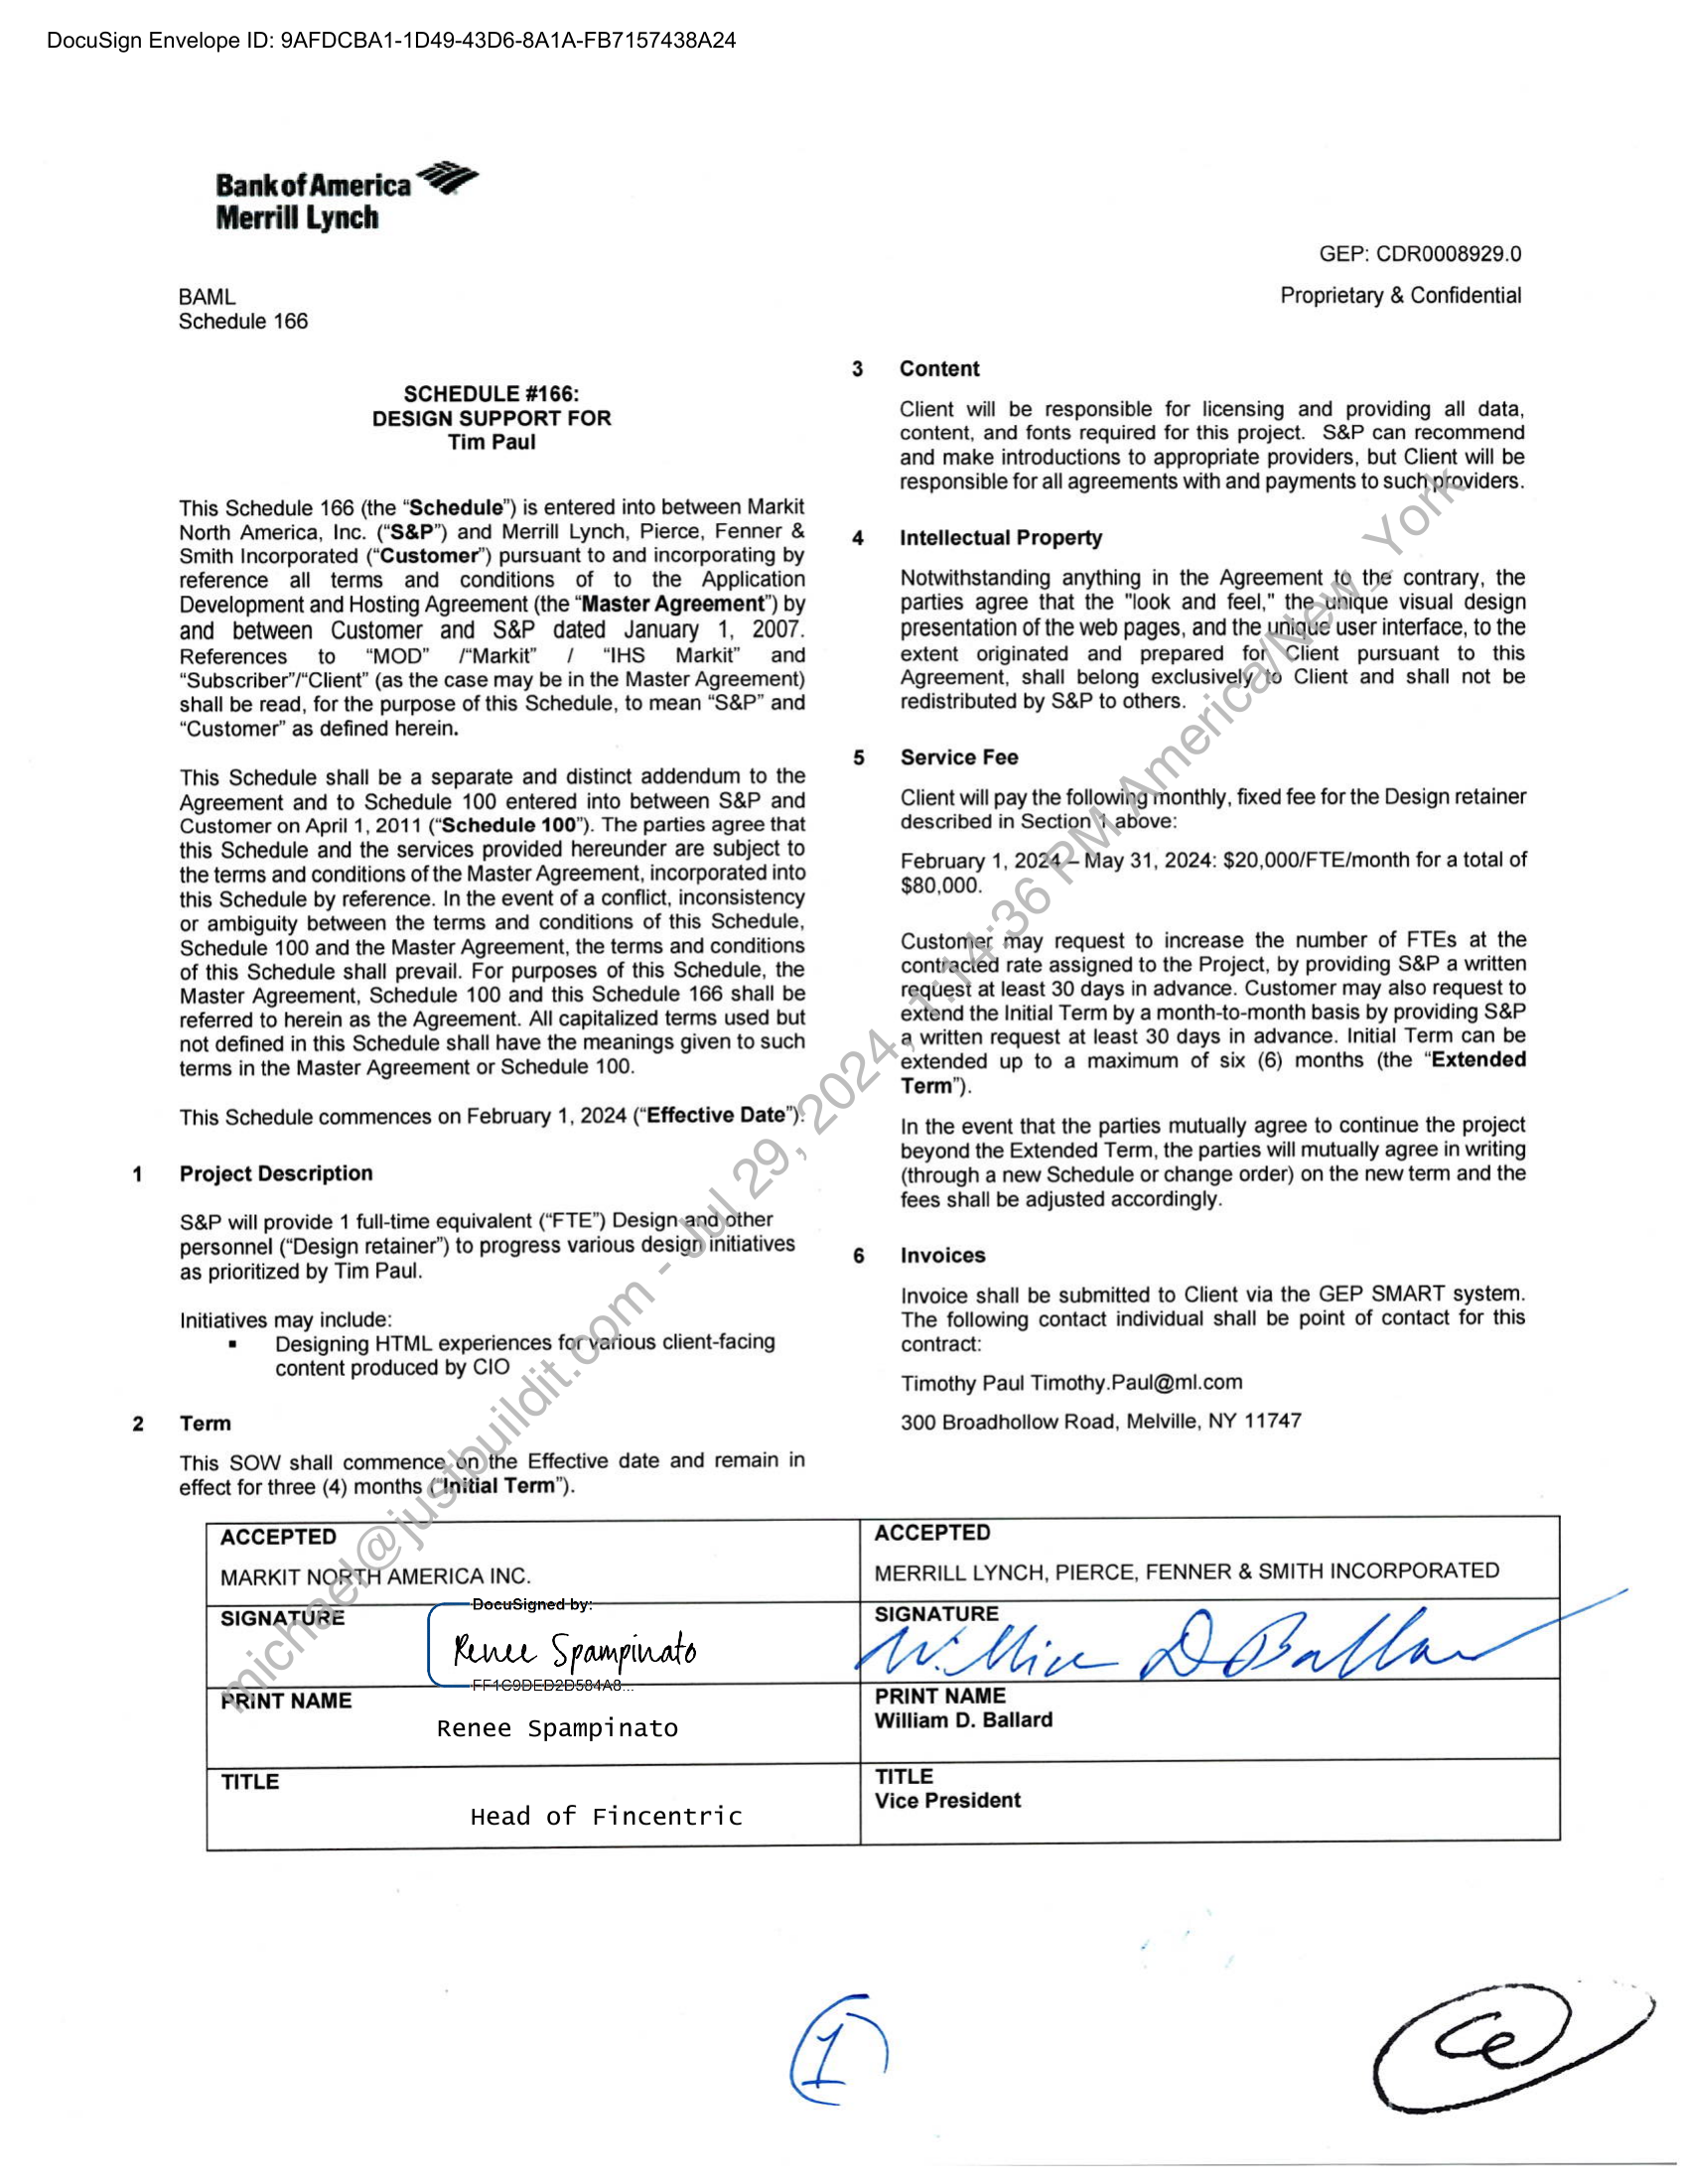 DocuSign Envelope ID: 9AFDCBA1-1D49-43D6-8A1A-FB7157438A24
Bank of America
Merrill Lynch
GEP: CDR0008929.0
Proprietary & Confidential
BAML
Schedule 166
SCHEDULE #166:
DESIGN SUPPORT FOR
Tim Paul
This Schedule 166 (the “Schedule”) is entered into between Markit
North America, Inc. (“S&P”) and Merrill Lynch, Pierce, Fenner &
Smith Incorporated (“Customer”) pursuant to and incorporating by
reference all terms and conditions of to the Application
Development and Hosting Agreement (the “Master Agreement”) by
and between Customer and S&P dated January 1, 2007.
References to “MOD” /“Markit” / “IHS Markit” and
“Subscriber”/“Client” (as the case may be in the Master Agreement)
shall be read, for the purpose of this Schedule, to mean “S&P” and
“Customer” as defined herein.
This Schedule shall be a separate and distinct addendum to the
Agreement and to Schedule 100 entered into between S&P and
Customer on April 1, 2011 (“Schedule 100”). The parties agree that
this Schedule and the services provided hereunder are subject to
the terms and conditions of the Master Agreement, incorporated into
this Schedule by reference. In the event of a conflict, inconsistency
or ambiguity between the terms and conditions of this Schedule,
Schedule 100 and the Master Agreement, the terms and conditions
of this Schedule shall prevail. For purposes of this Schedule, the
Master Agreement, Schedule 100 and this Schedule 166 shall be
referred to herein as the Agreement. All capitalized terms used but
not defined in this Schedule shall have the meanings given to such
terms in the Master Agreement or Schedule 100.
This Schedule commences on February 1, 2024 (“Effective Date”).
1 Project Description
S&P will provide 1 full-time equivalent (“FTE”) Design and other
personnel (“Design retainer”) to progress various design initiatives
as prioritized by Tim Paul.
Initiatives may include:
▪ Designing HTML experiences for various client-facing
content produced by CIO
2 Term
This SOW shall commence on the Effective date and remain in
effect for three (4) months (“Initial Term”).
3 Content
Client will be responsible for licensing and providing all data,
content, and fonts required for this project. S&P can recommend
and make introductions to appropriate providers, but Client will be
responsible for all agreements with and payments to such providers.
4 Intellectual Property
Notwithstanding anything in the Agreement to the contrary, the
parties agree that the "look and feel," the unique visual design
presentation of the web pages, and the unique user interface, to the
extent originated and prepared for Client pursuant to this
Agreement, shall belong exclusively to Client and shall not be
redistributed by S&P to others.
5 Service Fee
Client will pay the following monthly, fixed fee for the Design retainer
described in Section 1 above:
February 1, 2024 – May 31, 2024: $20,000/FTE/month for a total of
$80,000.
Customer may request to increase the number of FTEs at the
contracted rate assigned to the Project, by providing S&P a written
request at least 30 days in advance. Customer may also request to
extend the Initial Term by a month-to-month basis by providing S&P
a written request at least 30 days in advance. Initial Term can be
extended up to a maximum of six (6) months (the “Extended
Term”).
In the event that the parties mutually agree to continue the project
beyond the Extended Term, the parties will mutually agree in writing
(through a new Schedule or change order) on the new term and the
fees shall be adjusted accordingly.
6 Invoices
Invoice shall be submitted to Client via the GEP SMART system.
The following contact individual shall be point of contact for this
contract:
Timothy Paul Timothy.Paul@ml.com
300 Broadhollow Road, Melville, NY 11747
ACCEPTED
MARKIT NORTH AMERICA INC.
SIGNATURE
DocuSigned by:
Renee Spampinato
FF1C9DED2D584A8...
PRINT NAME
Renee Spampinato
TITLE
Head of Fincentric
ACCEPTED
MERRILL LYNCH, PIERCE, FENNER & SMITH INCORPORATED
SIGNATURE
William D Ballard
PRINT NAME
William D. Ballard
TITLE
Vice President
1
michael@justbuildit.com - Jul 29, 2024, 1:14:36 PM America/New_York